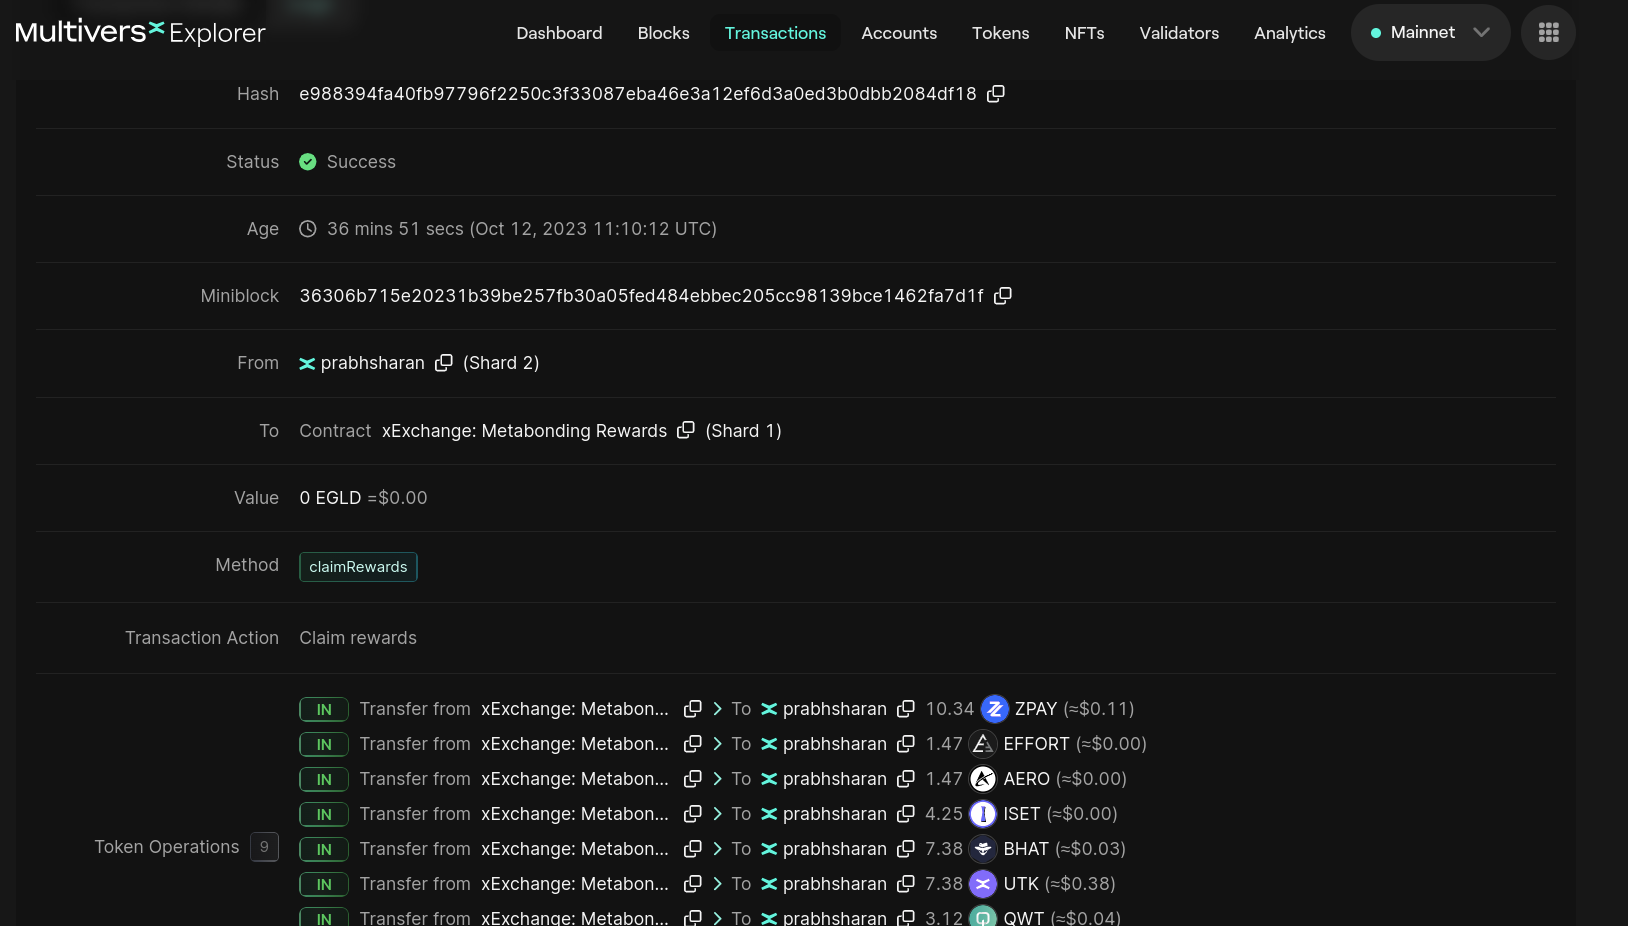 Multivers Explorer
Dashboard Blocks Transactions Accounts Tokens NFTs Validators Analytics Mainnet
Hash e988394fa40fb97796f2250c3f33087eba46e3a12ef6d3a0ed3b0dbb2084df18
Status Success
Age 36 mins 51 secs (Oct 12, 2023 11:10:12 UTC)
Miniblock 36306b715e20231b39be257fb30a05fed484ebbec205cc98139bce1462fa7d1f
From prabhsharan (Shard 2)
To Contract xExchange: Metabonding Rewards (Shard 1)
Value 0 EGLD =$0.00
Method claimRewards
Transaction Action Claim rewards
Token Operations 9
IN Transfer from xExchange: Metabon... To prabhsharan 10.34 ZPAY (≈$0.11)
IN Transfer from xExchange: Metabon... To prabhsharan 1.47 EFFORT (≈$0.00)
IN Transfer from xExchange: Metabon... To prabhsharan 1.47 AERO (≈$0.00)
IN Transfer from xExchange: Metabon... To prabhsharan 4.25 ISET (≈$0.00)
IN Transfer from xExchange: Metabon... To prabhsharan 7.38 BHAT (≈$0.03)
IN Transfer from xExchange: Metabon... To prabhsharan 7.38 UTK (≈$0.38)
IN Transfer from xExchange: Metabon... To prabhsharan 3.12 QWT (≈$0.04)